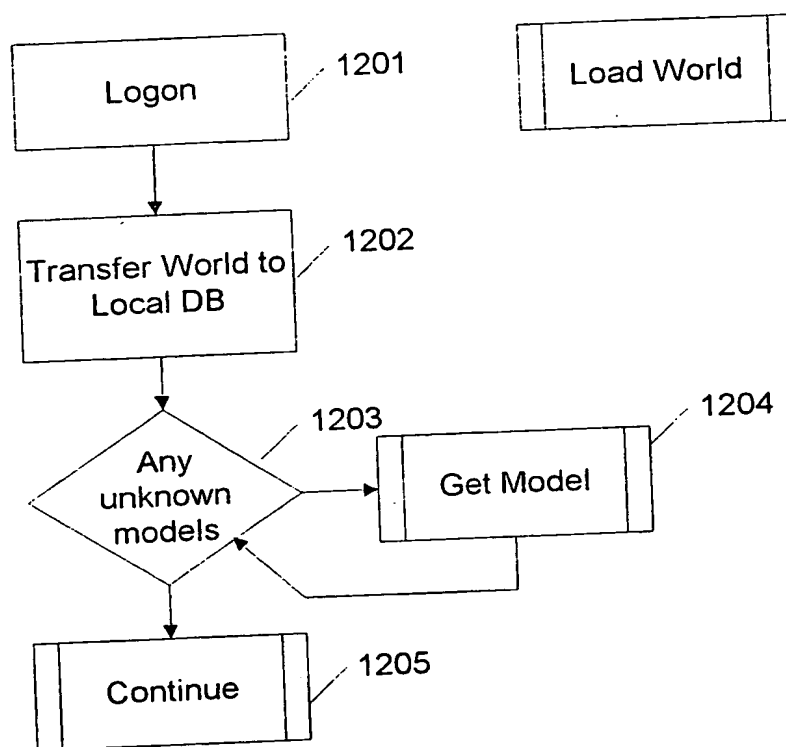 Logon
1201
Load World
Transfer World to
Local DB
1202
Any
unknown
models
1203
Get Model
1204
Continue
1205